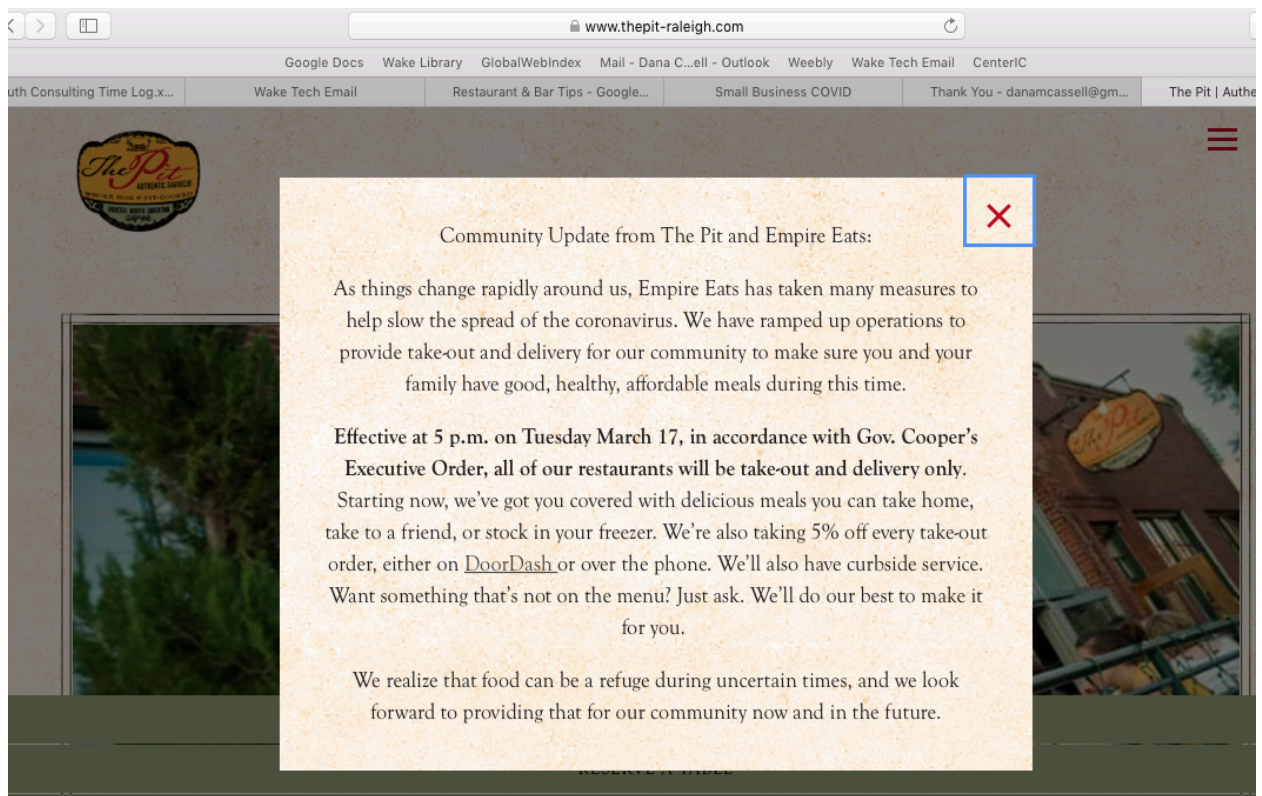 www.thepit-raleigh.com
Google Docs Wake Library GlobalWebIndex Mail - Dana C...ell - Outlook Weebly Wake Tech Email CenterIC
uth Consulting Time Log.x... Wake Tech Email Restaurant & Bar Tips - Google... Small Business COVID Thank You - danamcassell@gm... The Pit | Authe
The Pit
AUTHENTIC BARBECUE
WHOLE HOG & PIT-COOKED
RALEIGH NORTH CAROLINA
Community Update from The Pit and Empire Eats:
As things change rapidly around us, Empire Eats has taken many measures to
help slow the spread of the coronavirus. We have ramped up operations to
provide take-out and delivery for our community to make sure you and your
family have good, healthy, affordable meals during this time.
Effective at 5 p.m. on Tuesday March 17, in accordance with Gov. Cooper’s
Executive Order, all of our restaurants will be take-out and delivery only.
Starting now, we’ve got you covered with delicious meals you can take home,
take to a friend, or stock in your freezer. We’re also taking 5% off every take-out
order, either on DoorDash or over the phone. We’ll also have curbside service.
Want something that’s not on the menu? Just ask. We’ll do our best to make it
for you.
We realize that food can be a refuge during uncertain times, and we look
forward to providing that for our community now and in the future.
The Pit
RESERVE A TABLE